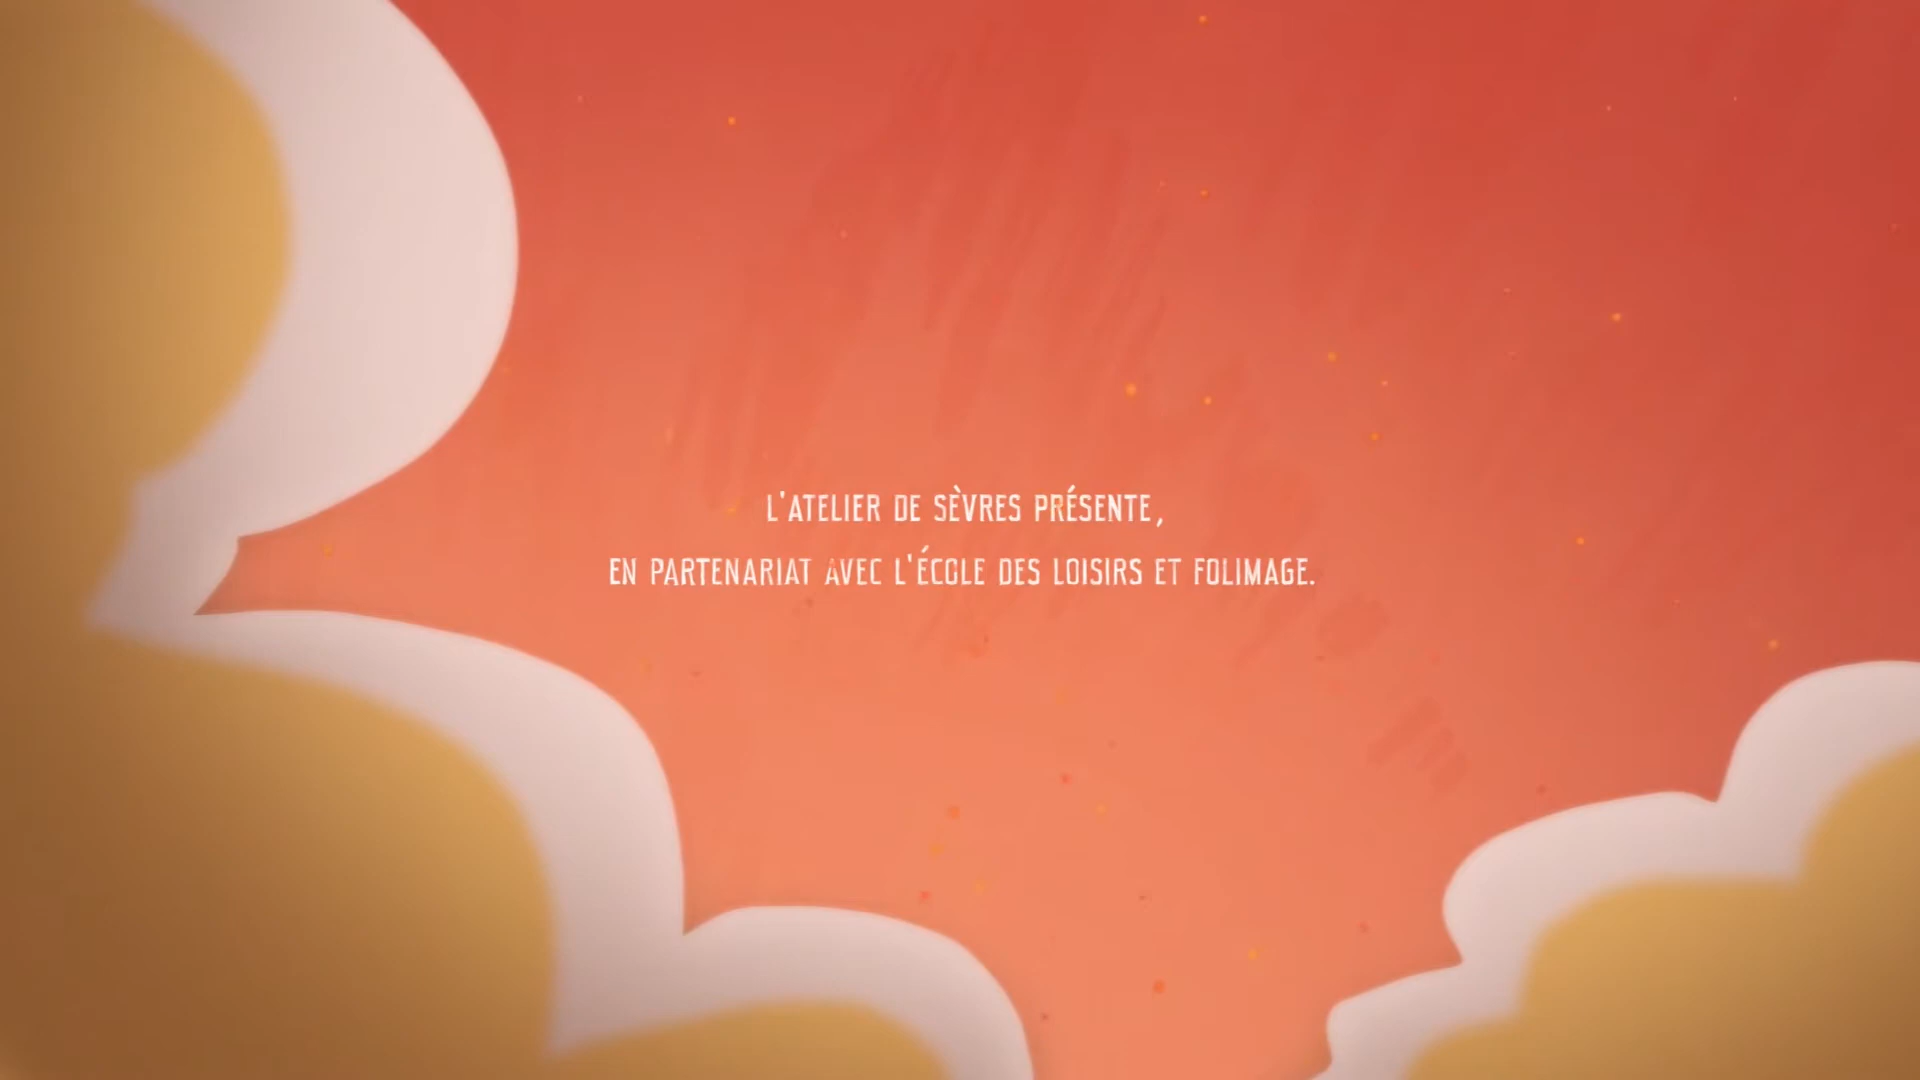 L'ATELIER DE SÈVRES PRÉSENTE,
EN PARTENARIAT AVEC L'ÉCOLE DES LOISIRS ET FOLIMAGE.